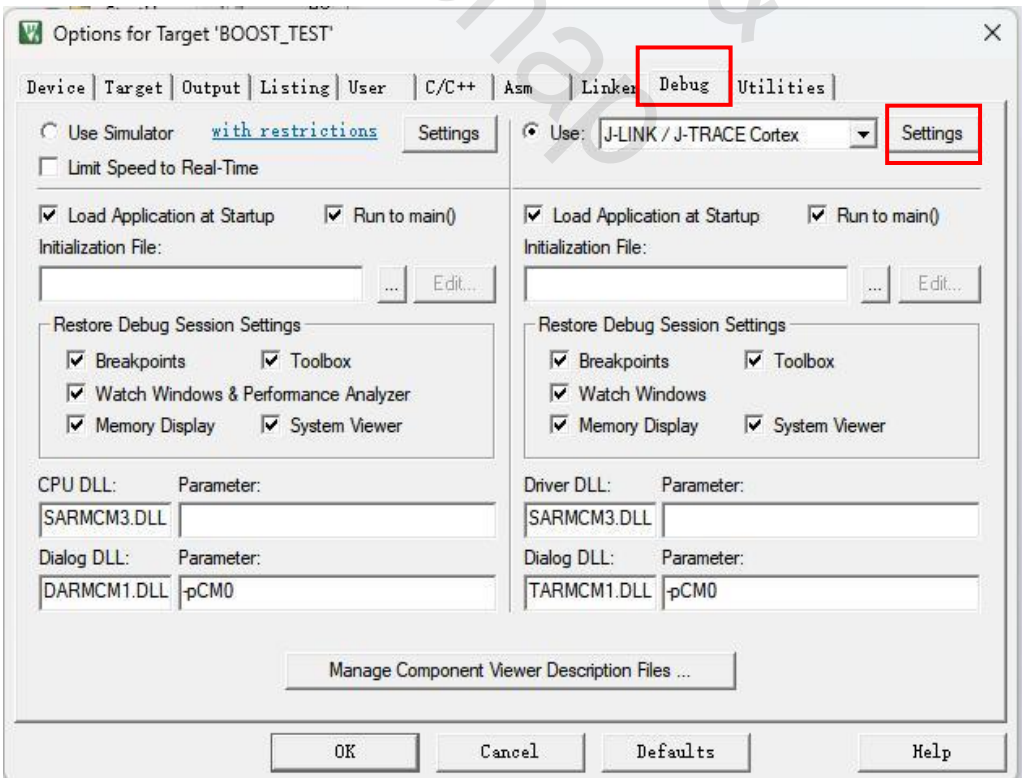 Options for Target 'BOOST_TEST'
Device Target Output Listing User C/C++ Asm Linker Debug Utilities
Use Simulator with restrictions Settings Use: J-LINK / J-TRACE Cortex Settings
Limit Speed to Real-Time
Load Application at Startup Run to main() Load Application at Startup Run to main()
Initialization File: Initialization File:
... Edit... ... Edit...
Restore Debug Session Settings Restore Debug Session Settings
Breakpoints Toolbox Breakpoints Toolbox
Watch Windows & Performance Analyzer Watch Windows
Memory Display System Viewer Memory Display System Viewer
CPU DLL: Parameter: Driver DLL: Parameter:
SARMCM3.DLL SARMCM3.DLL
Dialog DLL: Parameter: Dialog DLL: Parameter:
DARMCM1.DLL -pCM0 TARMCM1.DLL -pCM0
Manage Component Viewer Description Files ...
OK Cancel Defaults Help